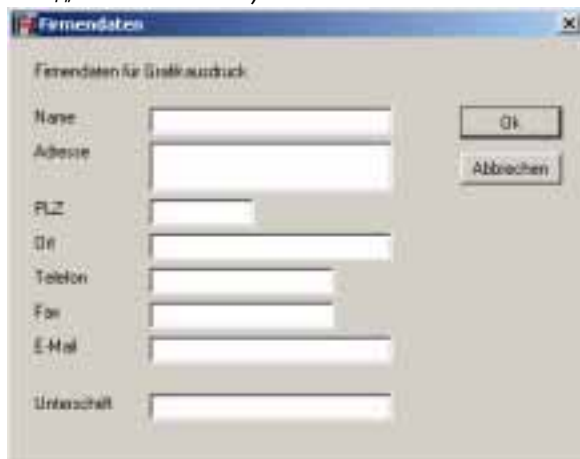 Firmendaten
Firmendaten für Grafikausdruck
Name
Ok
Adresse
Abbrechen
PLZ
Ort
Telefon
Fax
E-Mail
Unterschrift